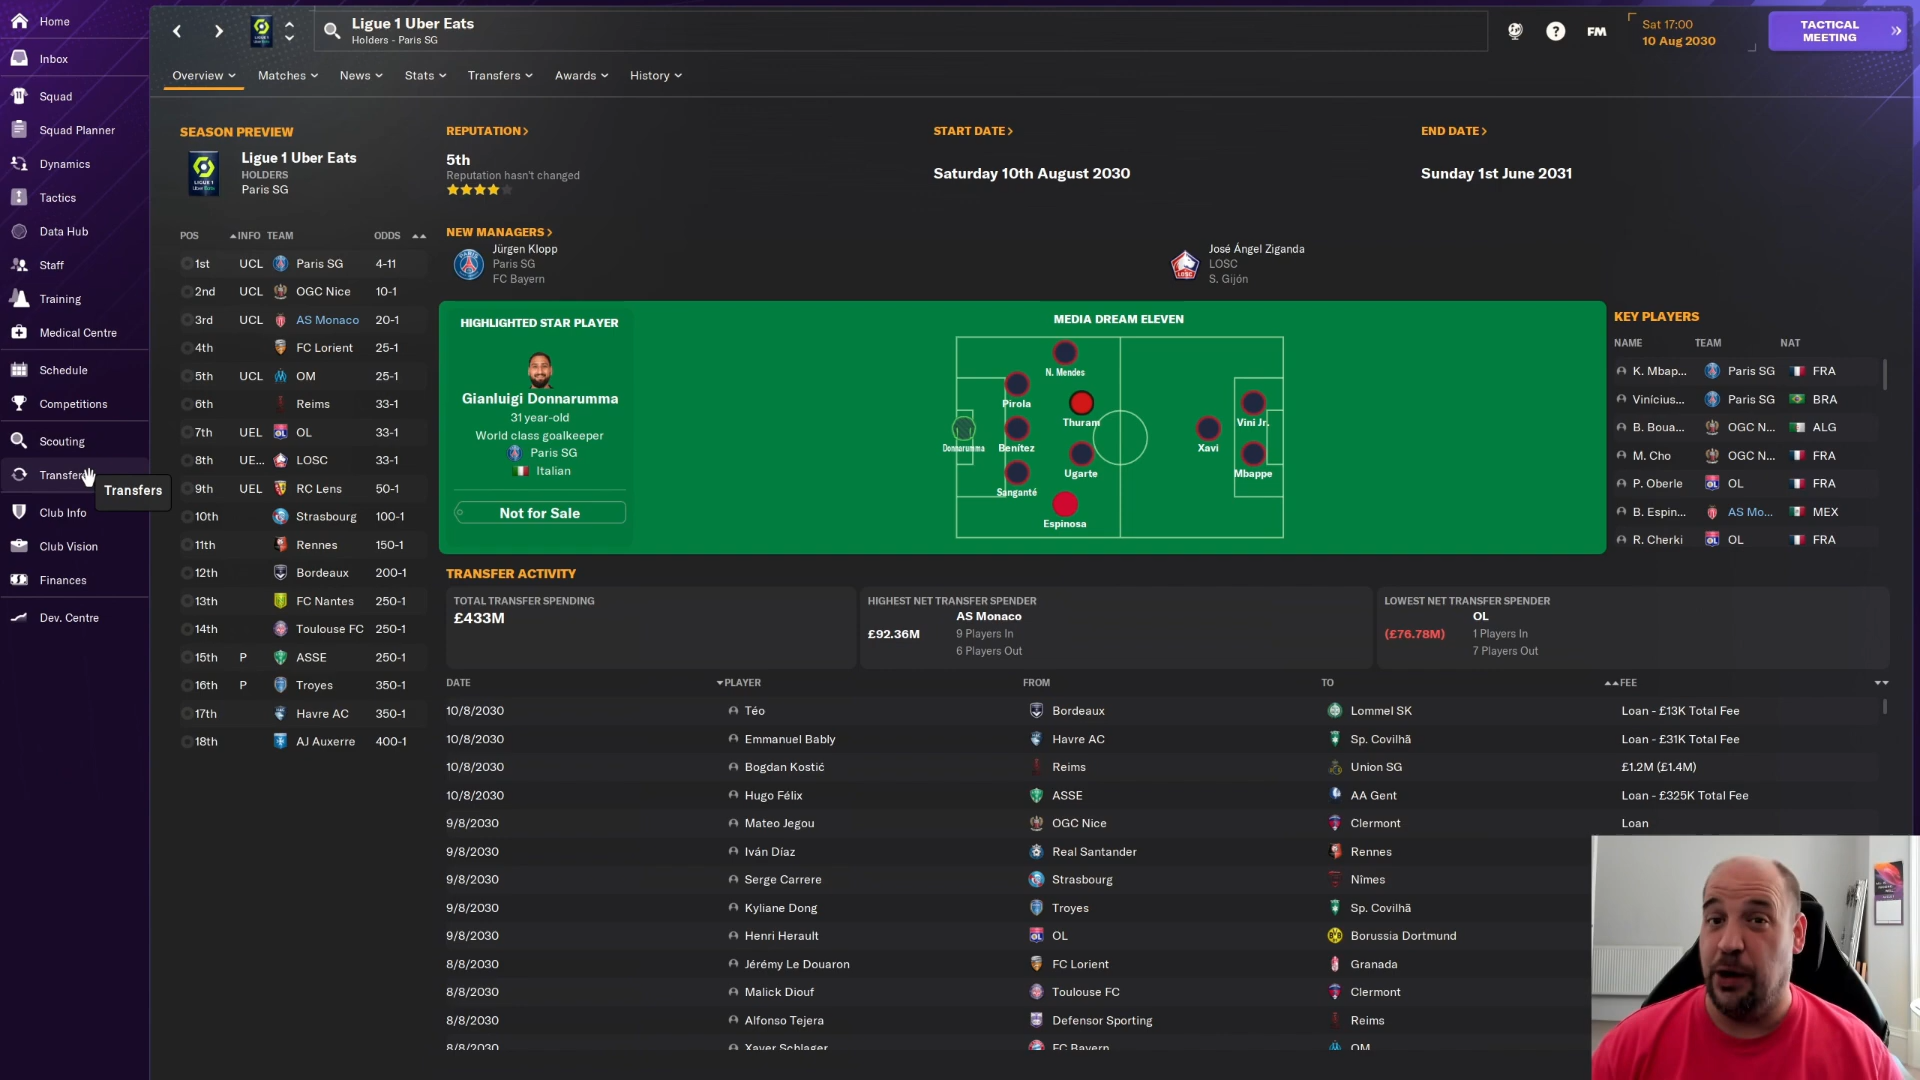 Home
Inbox
Squad
Squad Planner
Dynamics
Tactics
Data Hub
Staff
Training
Medical Centre
Schedule
Competitions
Scouting
Transfers
Transfers
Club Info
Club Vision
Finances
Dev. Centre
Ligue 1 Uber Eats
Holders - Paris SG
FM
Sat 17:00
10 Aug 2030
TACTICAL
MEETING
Overview Matches News Stats Transfers Awards History
SEASON PREVIEW
Ligue 1 Uber Eats
HOLDERS
Paris SG
REPUTATION
5th
Reputation hasn't changed
START DATE
Saturday 10th August 2030
END DATE
Sunday 1st June 2031
NEW MANAGERS
Jürgen Klopp
Paris SG
FC Bayern
José Ángel Ziganda
LOSC
S. Gijón
POS INFO TEAM ODDS
1st UCL Paris SG 4-11
2nd UCL OGC Nice 10-1
3rd UCL AS Monaco 20-1
4th FC Lorient 25-1
5th UCL OM 25-1
6th Reims 33-1
7th UEL OL 33-1
8th UE... LOSC 33-1
9th UEL RC Lens 50-1
10th Strasbourg 100-1
11th Rennes 150-1
12th Bordeaux 200-1
13th FC Nantes 250-1
14th Toulouse FC 250-1
15th P ASSE 250-1
16th P Troyes 350-1
17th Havre AC 350-1
18th AJ Auxerre 400-1
HIGHLIGHTED STAR PLAYER
Gianluigi Donnarumma
31 year-old
World class goalkeeper
Paris SG
Italian
Not for Sale
MEDIA DREAM ELEVEN
N. Mendes
Pirola
Thuram
Vini Jr.
Donnarumma
Benítez
Xavi
Ugarte
Mbappe
Sanganté
Espinosa
KEY PLAYERS
NAME TEAM NAT
K. Mbap... Paris SG FRA
Vinícius... Paris SG BRA
B. Boua... OGC N... ALG
M. Cho OGC N... FRA
P. Oberle OL FRA
B. Espin... AS Mo... MEX
R. Cherki OL FRA
TRANSFER ACTIVITY
TOTAL TRANSFER SPENDING
£433M
HIGHEST NET TRANSFER SPENDER
£92.36M
AS Monaco
9 Players In
6 Players Out
LOWEST NET TRANSFER SPENDER
(£76.78M)
OL
1 Players In
7 Players Out
DATE PLAYER FROM TO FEE
10/8/2030 Téo Bordeaux Lommel SK Loan - £13K Total Fee
10/8/2030 Emmanuel Bably Havre AC Sp. Covilhã Loan - £31K Total Fee
10/8/2030 Bogdan Kostić Reims Union SG £1.2M (£1.4M)
10/8/2030 Hugo Félix ASSE AA Gent Loan - £325K Total Fee
9/8/2030 Mateo Jegou OGC Nice Clermont Loan
9/8/2030 Iván Díaz Real Santander Rennes
9/8/2030 Serge Carrere Strasbourg Nîmes
9/8/2030 Kyliane Dong Troyes Sp. Covilhã
9/8/2030 Henri Herault OL Borussia Dortmund
8/8/2030 Jérémy Le Douaron FC Lorient Granada
8/8/2030 Malick Diouf Toulouse FC Clermont
8/8/2030 Alfonso Tejera Defensor Sporting Reims
8/8/2030 Xaver Schlager FC Bayern OM